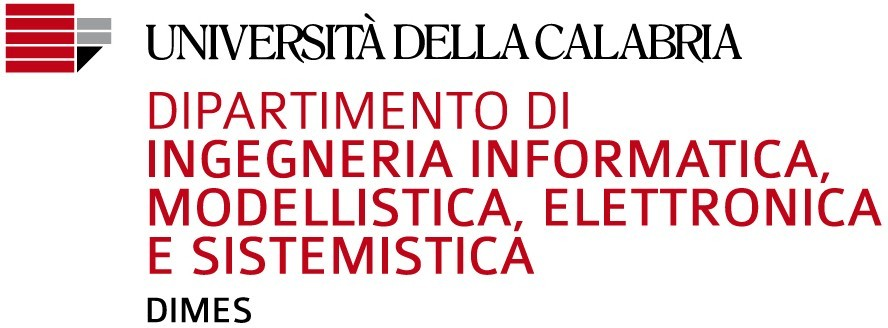 UNIVERSITÀ DELLA CALABRIA
DIPARTIMENTO DI
INGEGNERIA INFORMATICA,
MODELLISTICA, ELETTRONICA
E SISTEMISTICA
DIMES